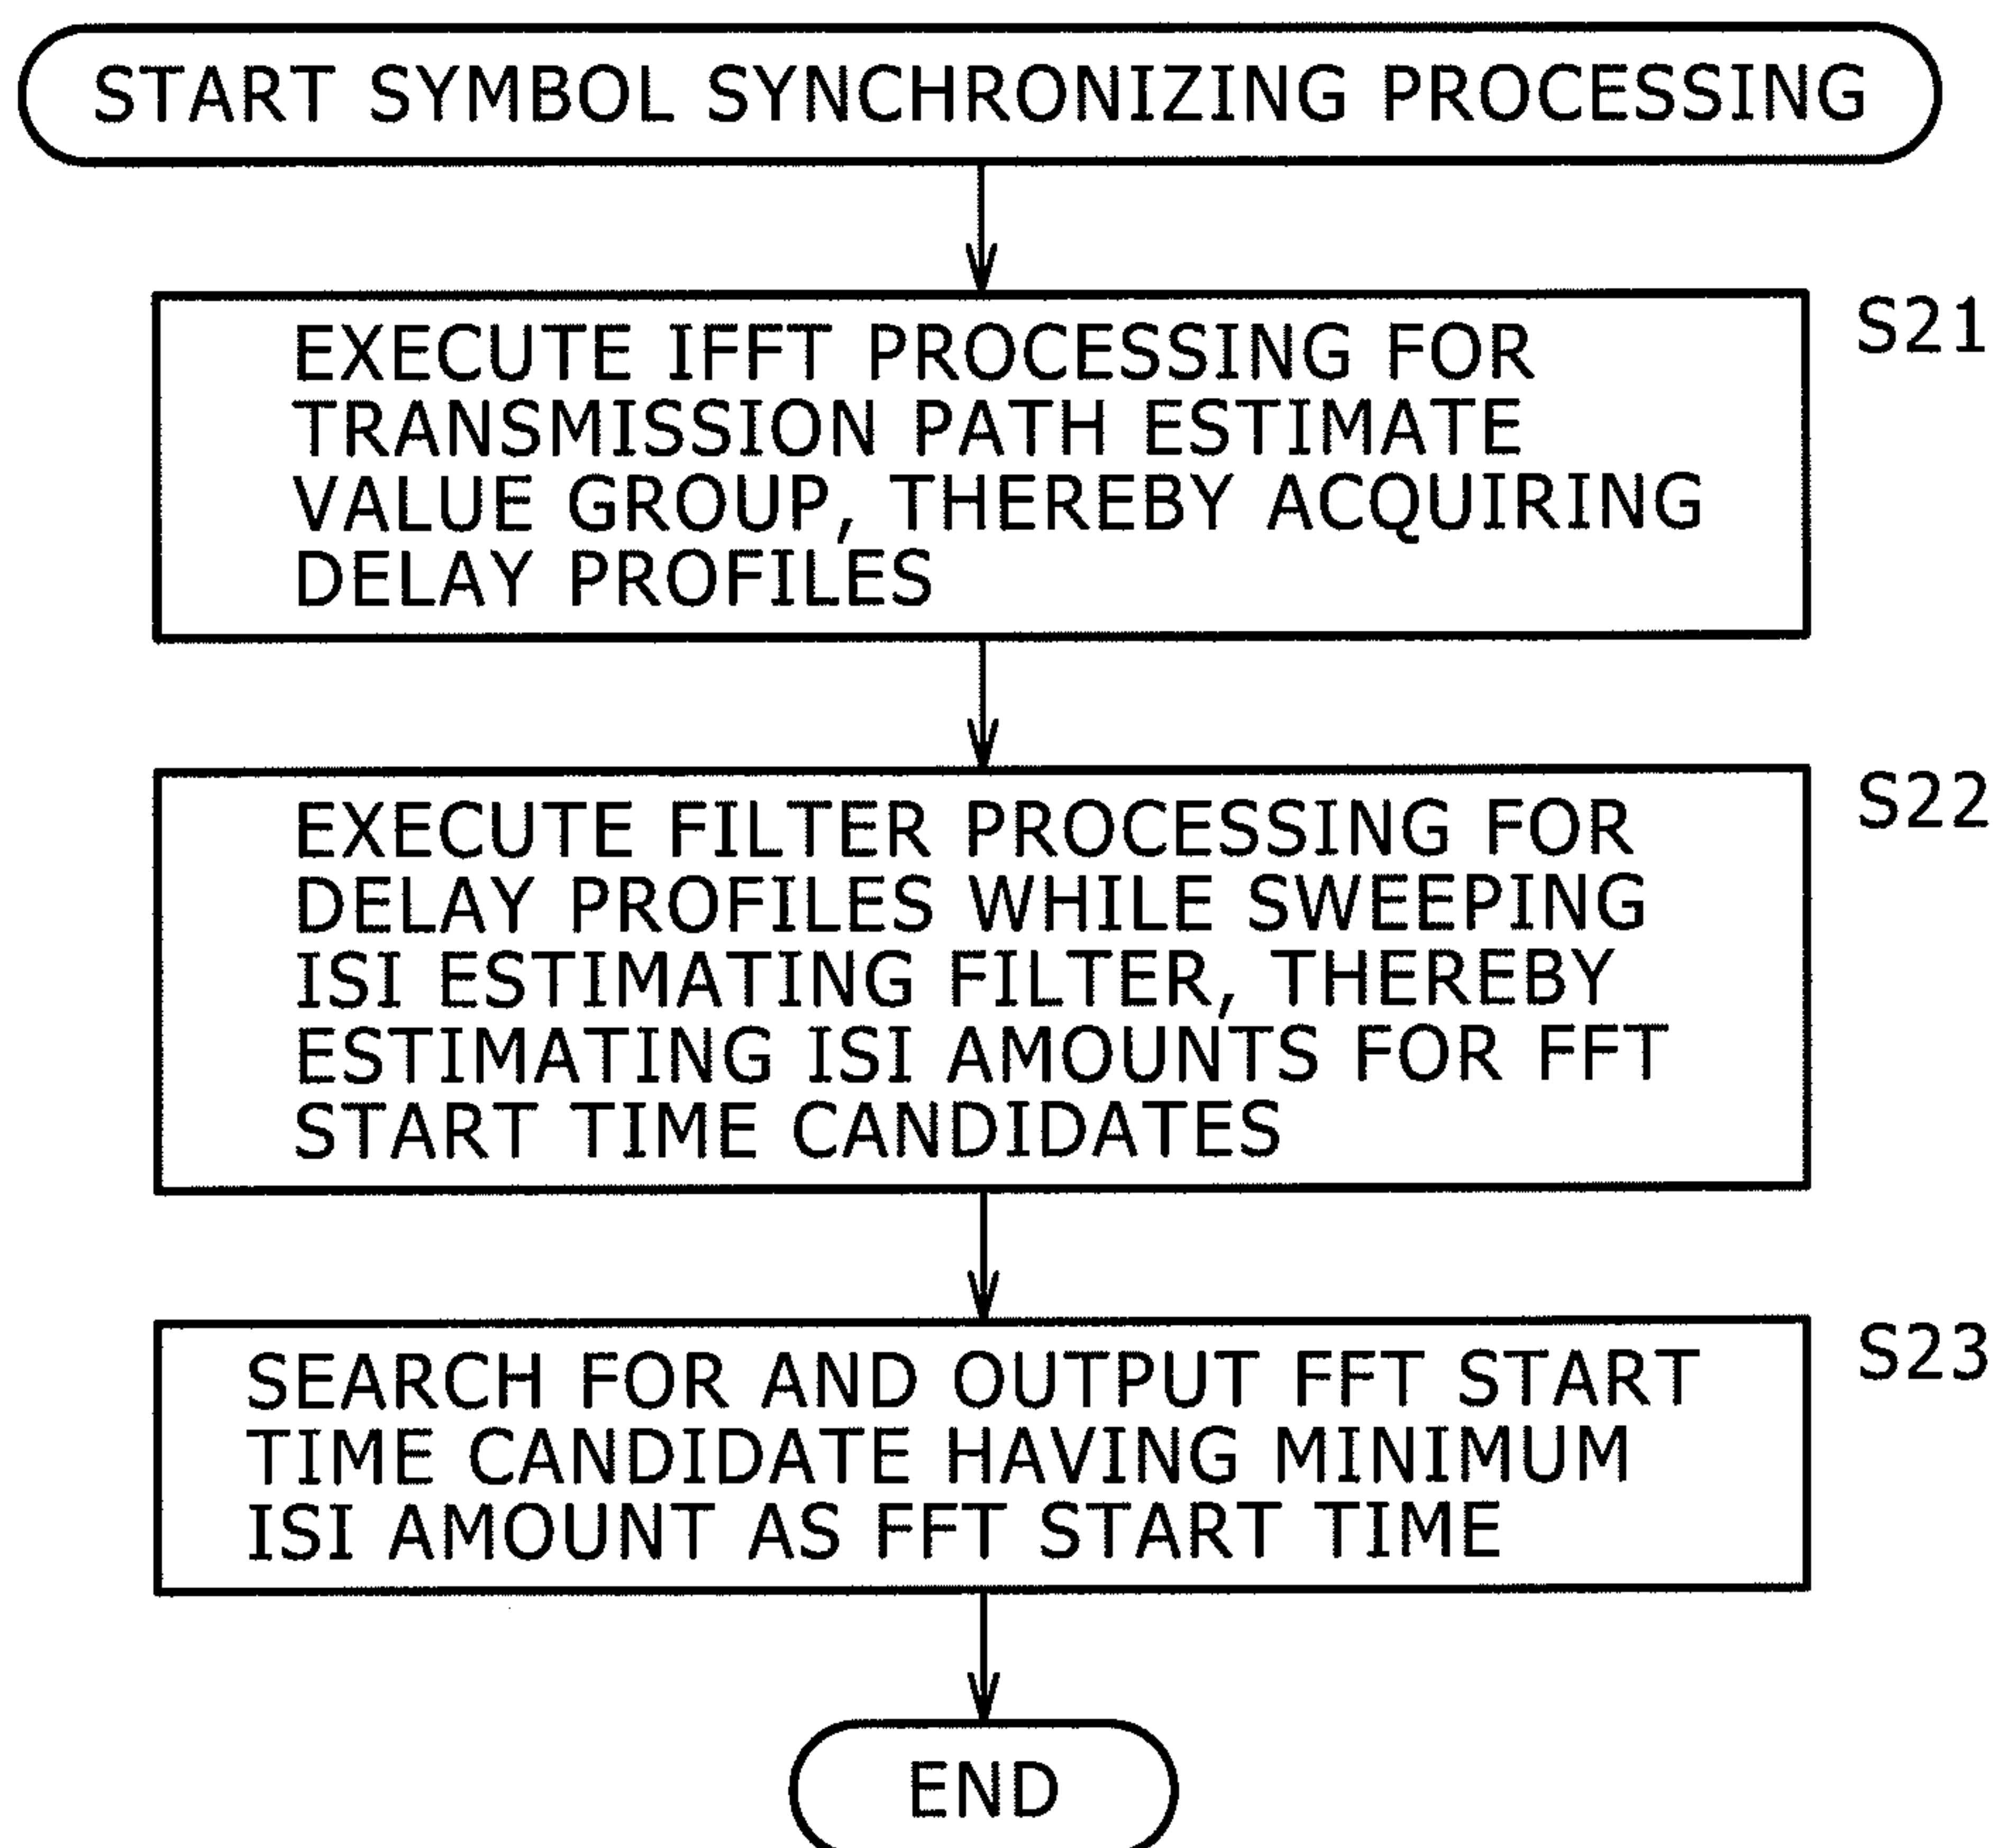 START SYMBOL SYNCHRONIZING PROCESSING
S21
EXECUTE IFFT PROCESSING FOR
TRANSMISSION PATH ESTIMATE
VALUE GROUP, THEREBY ACQUIRING
DELAY PROFILES
S22
EXECUTE FILTER PROCESSING FOR
DELAY PROFILES WHILE SWEEPING
ISI ESTIMATING FILTER, THEREBY
ESTIMATING ISI AMOUNTS FOR FFT
START TIME CANDIDATES
S23
SEARCH FOR AND OUTPUT FFT START
TIME CANDIDATE HAVING MINIMUM
ISI AMOUNT AS FFT START TIME
END